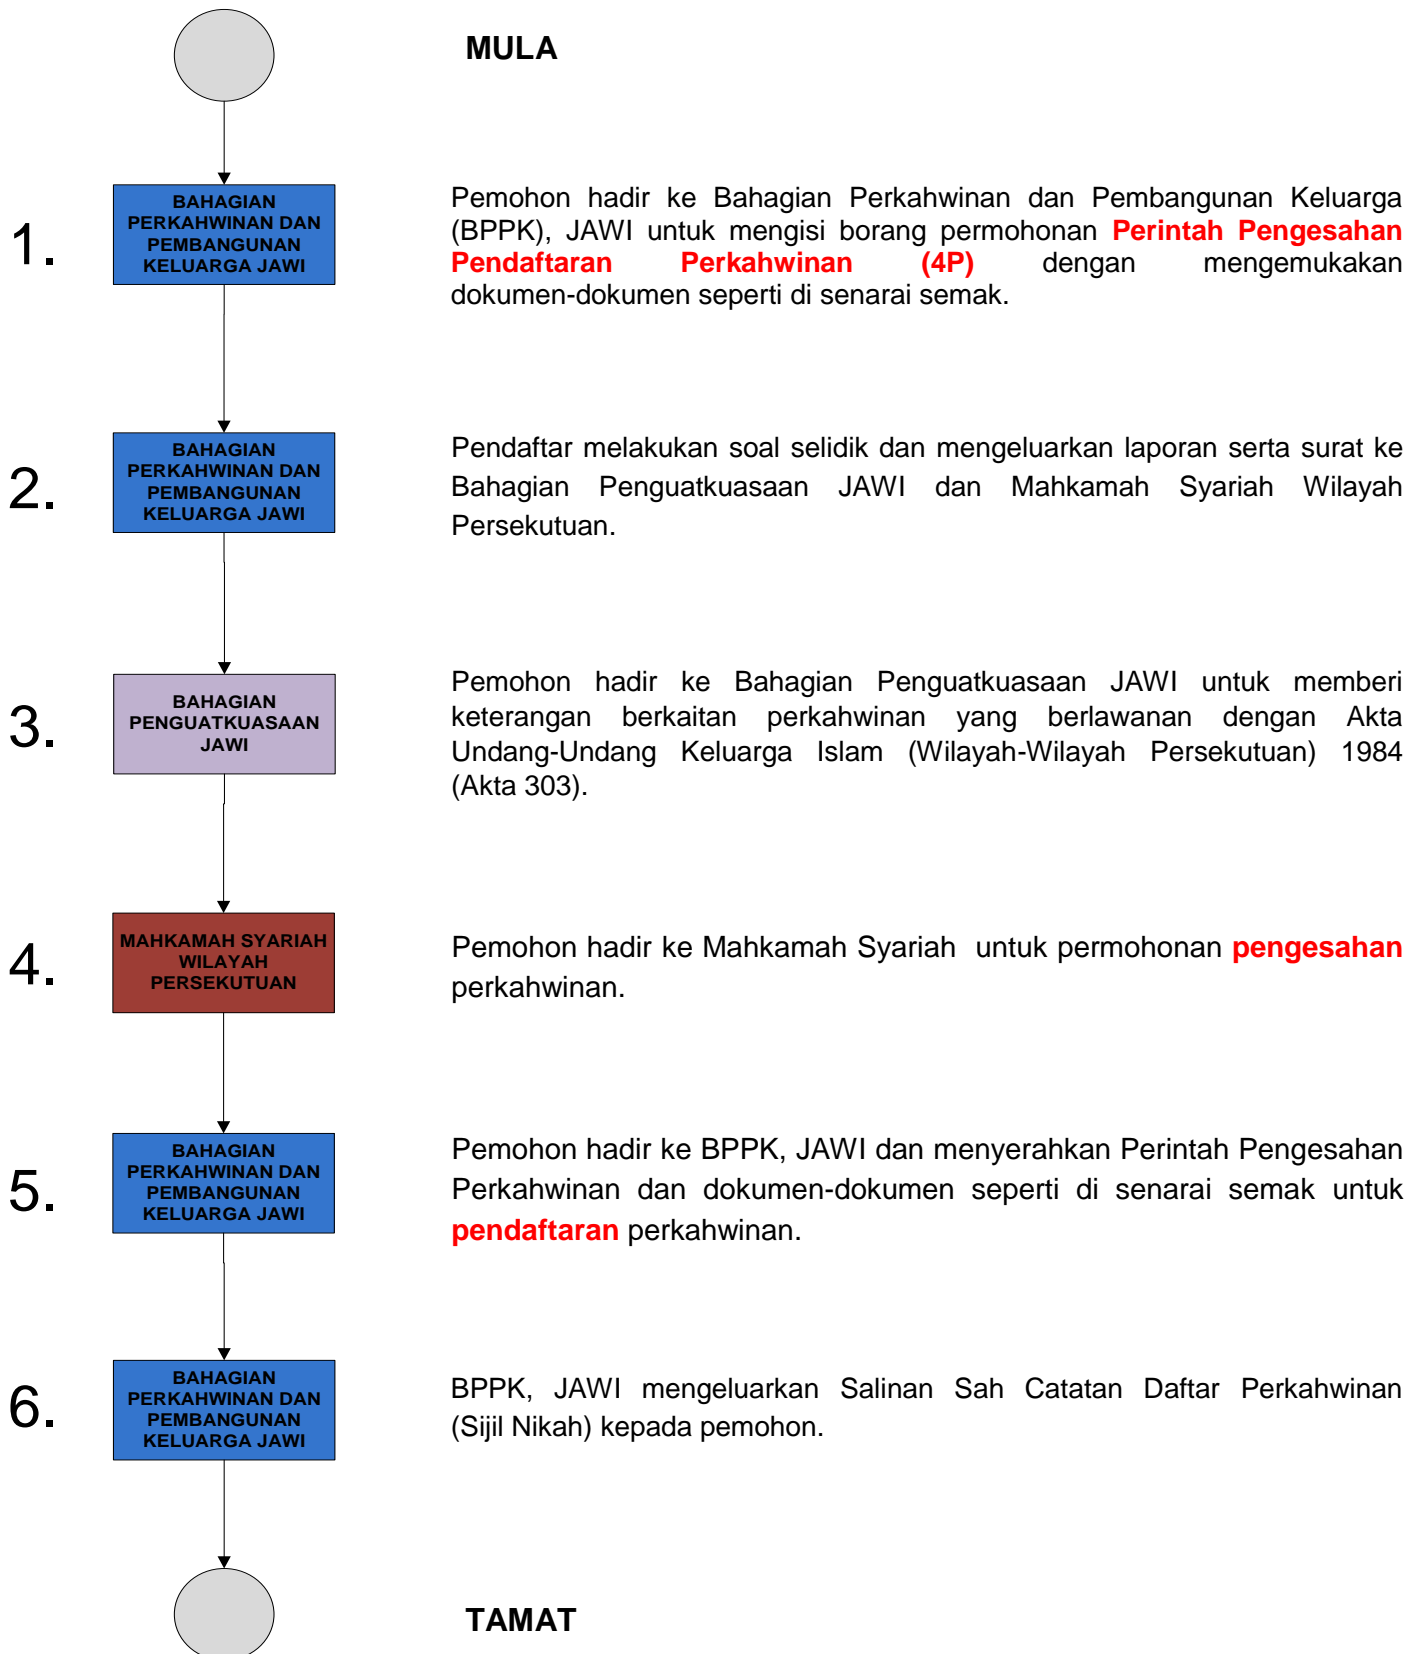 MULA
1.
BAHAGIAN
PERKAHWINAN DAN
PEMBANGUNAN
KELUARGA JAWI
Pemohon hadir ke Bahagian Perkahwinan dan Pembangunan Keluarga
(BPPK), JAWI untuk mengisi borang permohonan Perintah Pengesahan
Pendaftaran Perkahwinan (4P) dengan mengemukakan
dokumen-dokumen seperti di senarai semak.
2.
BAHAGIAN
PERKAHWINAN DAN
PEMBANGUNAN
KELUARGA JAWI
Pendaftar melakukan soal selidik dan mengeluarkan laporan serta surat ke
Bahagian Penguatkuasaan JAWI dan Mahkamah Syariah Wilayah
Persekutuan.
3.
BAHAGIAN
PENGUATKUASAAN
JAWI
Pemohon hadir ke Bahagian Penguatkuasaan JAWI untuk memberi
keterangan berkaitan perkahwinan yang berlawanan dengan Akta
Undang-Undang Keluarga Islam (Wilayah-Wilayah Persekutuan) 1984
(Akta 303).
4.
MAHKAMAH SYARIAH
WILAYAH
PERSEKUTUAN
Pemohon hadir ke Mahkamah Syariah untuk permohonan pengesahan
perkahwinan.
5.
BAHAGIAN
PERKAHWINAN DAN
PEMBANGUNAN
KELUARGA JAWI
Pemohon hadir ke BPPK, JAWI dan menyerahkan Perintah Pengesahan
Perkahwinan dan dokumen-dokumen seperti di senarai semak untuk
pendaftaran perkahwinan.
6.
BAHAGIAN
PERKAHWINAN DAN
PEMBANGUNAN
KELUARGA JAWI
BPPK, JAWI mengeluarkan Salinan Sah Catatan Daftar Perkahwinan
(Sijil Nikah) kepada pemohon.
TAMAT